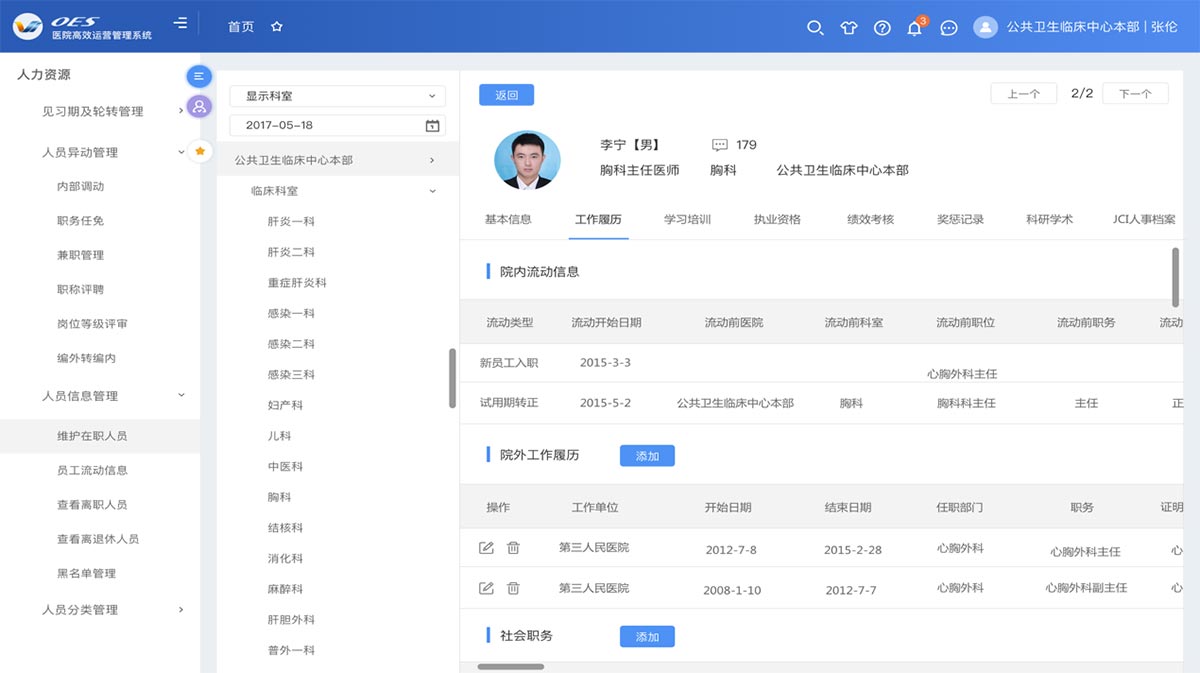 OES
医院高效运营管理系统
首页
3
公共卫生临床中心本部 | 张伦
人力资源
见习期及轮转管理
人员异动管理
内部调动
职务任免
兼职管理
职称评聘
岗位等级评审
编外转编内
人员信息管理
维护在职人员
员工流动信息
查看离职人员
查看离退休人员
黑名单管理
人员分类管理
显示科室
2017-05-18
公共卫生临床中心本部
临床科室
肝炎一科
肝炎二科
重症肝炎科
感染一科
感染二科
感染三科
妇产科
儿科
中医科
胸科
结核科
消化科
麻醉科
肝胆外科
普外一科
返回
上一个 2/2 下一个
李宁【男】 179
胸科主任医师 胸科 公共卫生临床中心本部
基本信息 工作履历 学习培训 执业资格 绩效考核 奖惩记录 科研学术 JCI人事档案
院内流动信息
流动类型 流动开始日期 流动前医院 流动前科室 流动前职位 流动前职务 流动
新员工入职 2015-3-3 心胸外科主任
试用期转正 2015-5-2 公共卫生临床中心本部 胸科 胸科科主任 主任 正
院外工作履历 添加
操作 工作单位 开始日期 结束日期 任职部门 职务 证明
第三人民医院 2012-7-8 2015-2-28 心胸外科 心胸外科主任 心
第三人民医院 2008-1-10 2012-7-7 心胸外科 心胸外科副主任 心
社会职务 添加